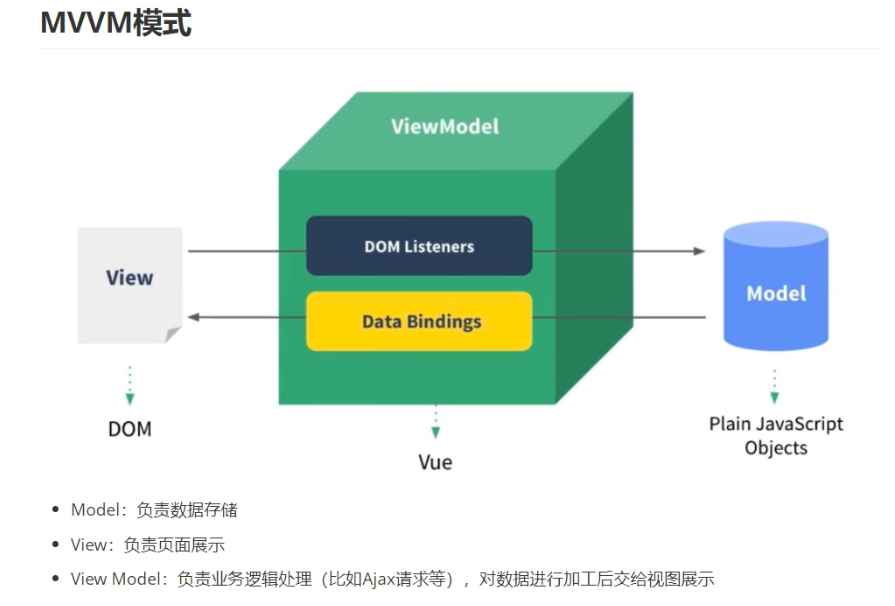 MVVM模式
ViewModel
DOM Listeners
View
Model
Data Bindings
DOM
Plain JavaScript
Objects
Vue
Model：负责数据存储
View：负责页面展示
View Model：负责业务逻辑处理（比如Ajax请求等），对数据进行加工后交给视图展示